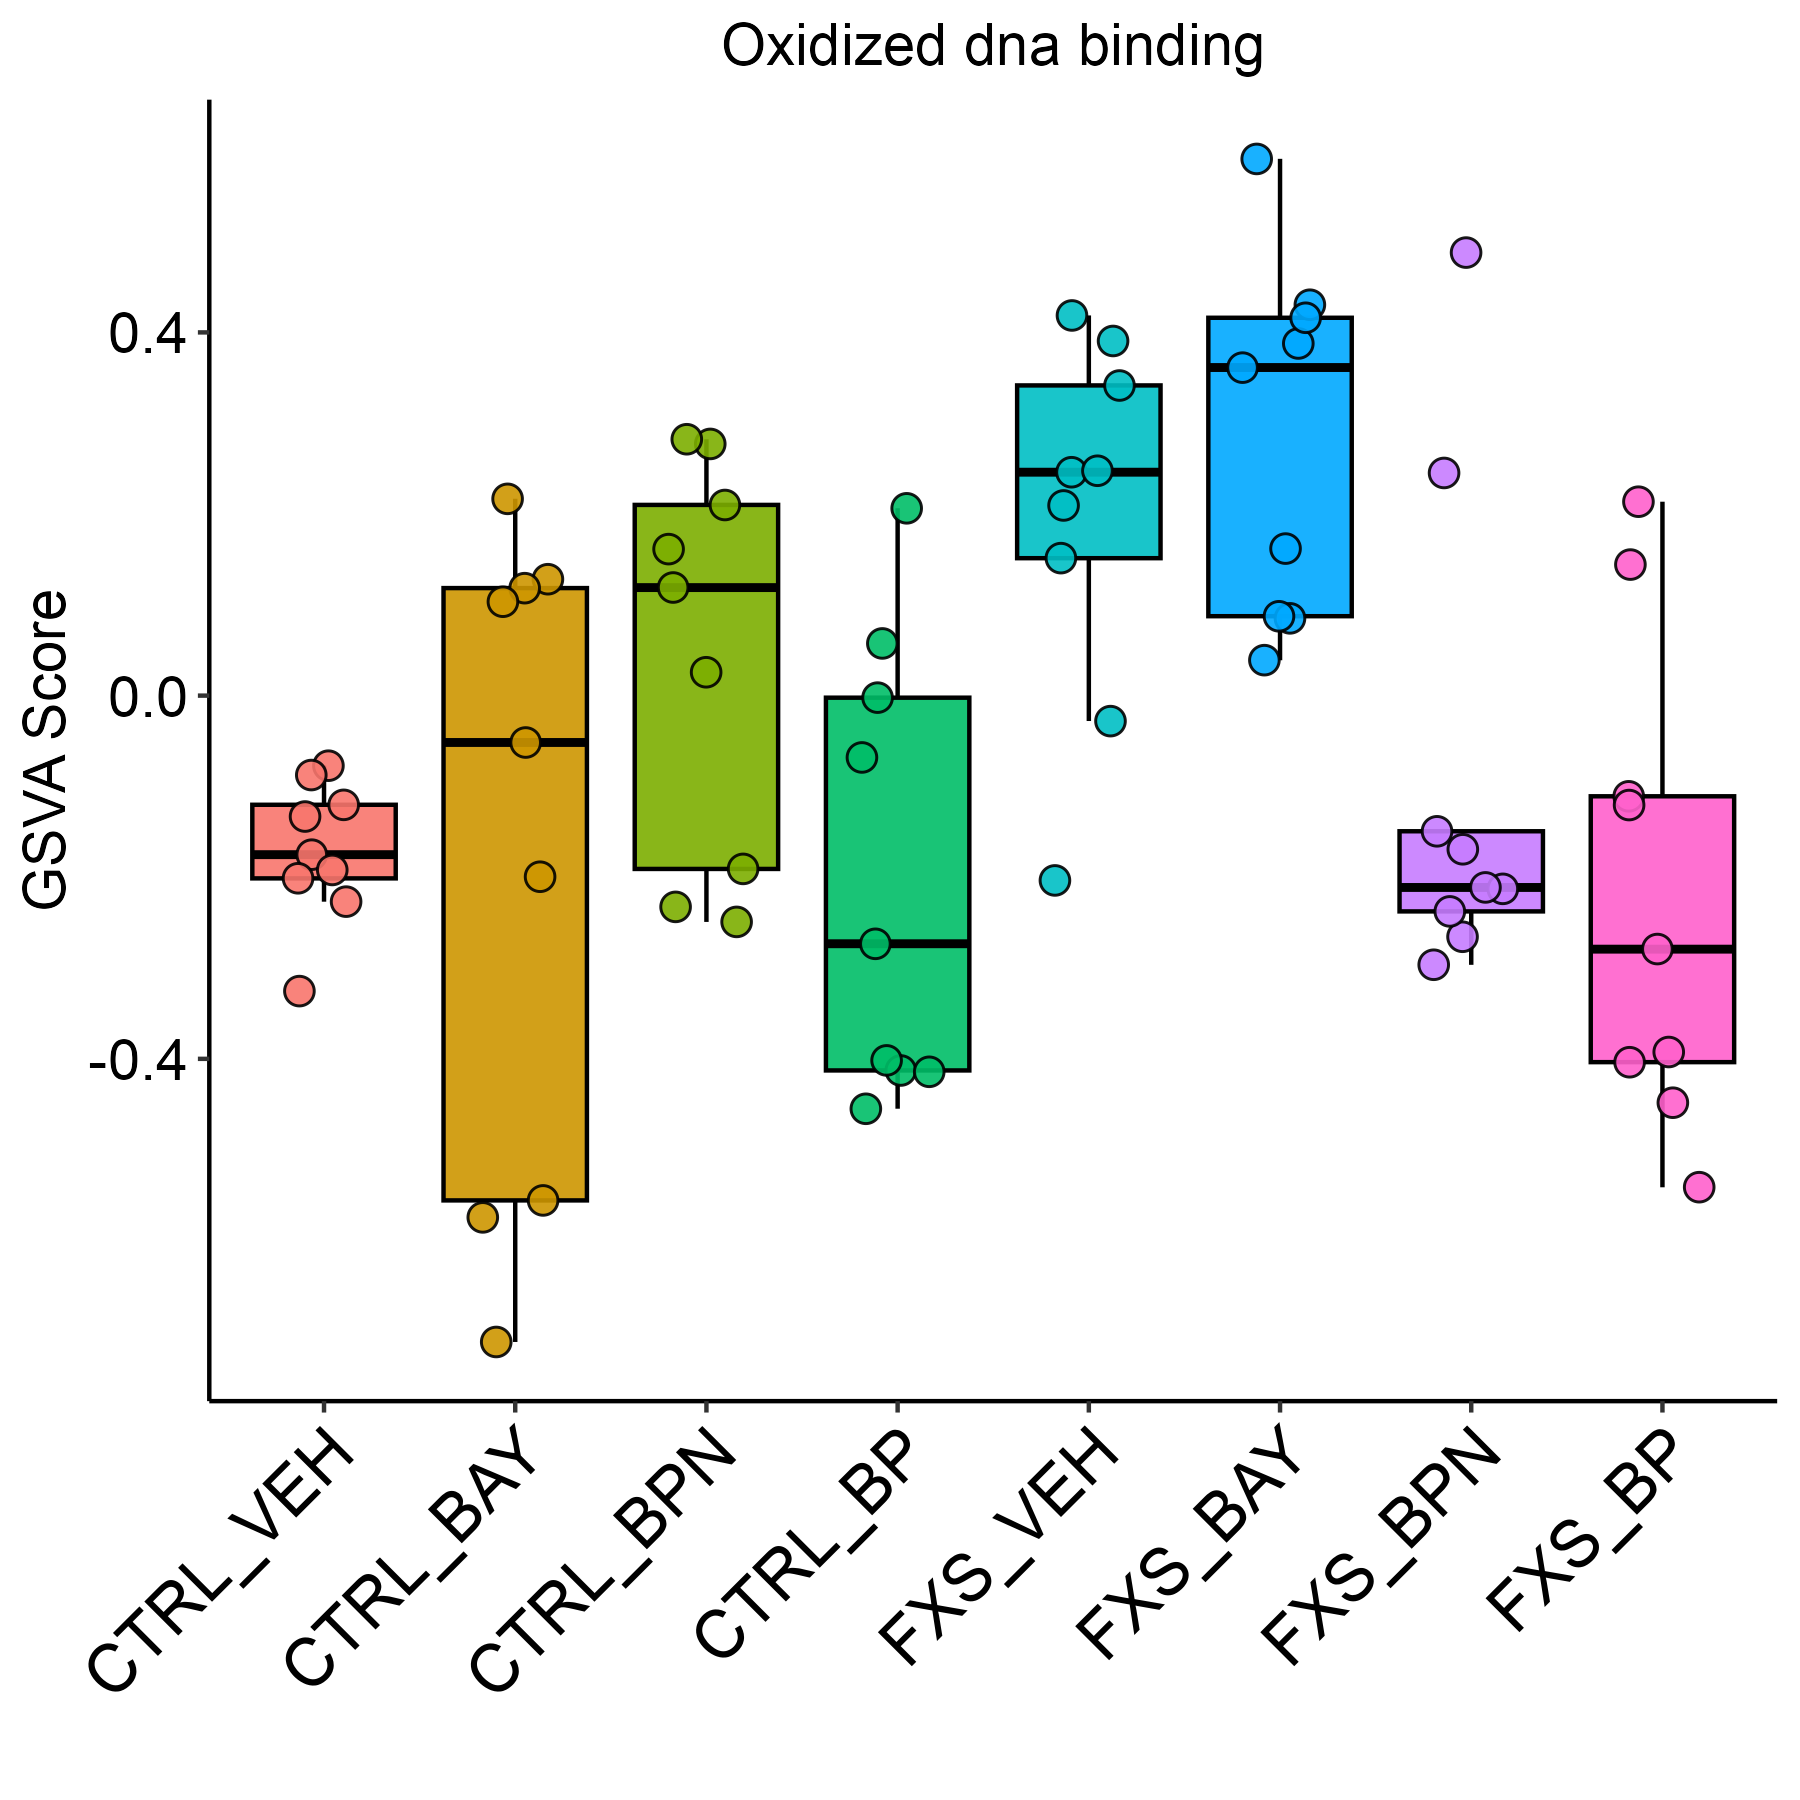 Oxidized dna binding
GSVA Score
0.4
0.0
-0.4
CTRL_VEH
CTRL_BAY
CTRL_BPN
CTRL_BP
FXS_VEH
FXS_BAY
FXS_BPN
FXS_BP